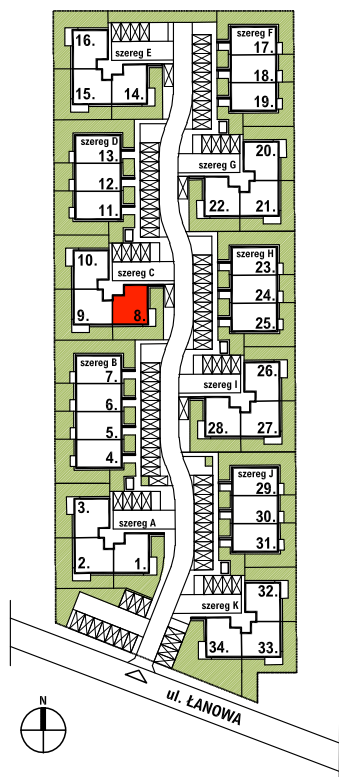 16.
szereg E
15.
14.
szereg F
17.
18.
19.
szereg D
13.
12.
11.
szereg G
20.
22.
21.
10.
szereg C
9.
8.
szereg H
23.
24.
25.
szereg B
7.
6.
5.
4.
26.
szereg I
28.
27.
3.
szereg A
2.
1.
szereg J
29.
30.
31.
32.
szereg K
34.
33.
ul. ŁANOWA
N